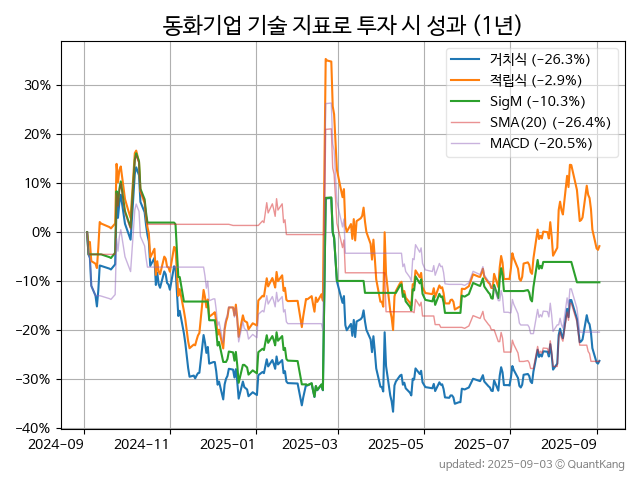 동화기업 기술 지표로 투자 시 성과 (1년)
거치식 (−26.3%)
적립식 (−2.9%)
SigM (−10.3%)
SMA(20) (−26.4%)
MACD (−20.5%)
30%
20%
10%
0%
−10%
−20%
−30%
−40%
2024-09 2024-11 2025-01 2025-03 2025-05 2025-07 2025-09
updated: 2025-09-03 ⓒ QuantKang